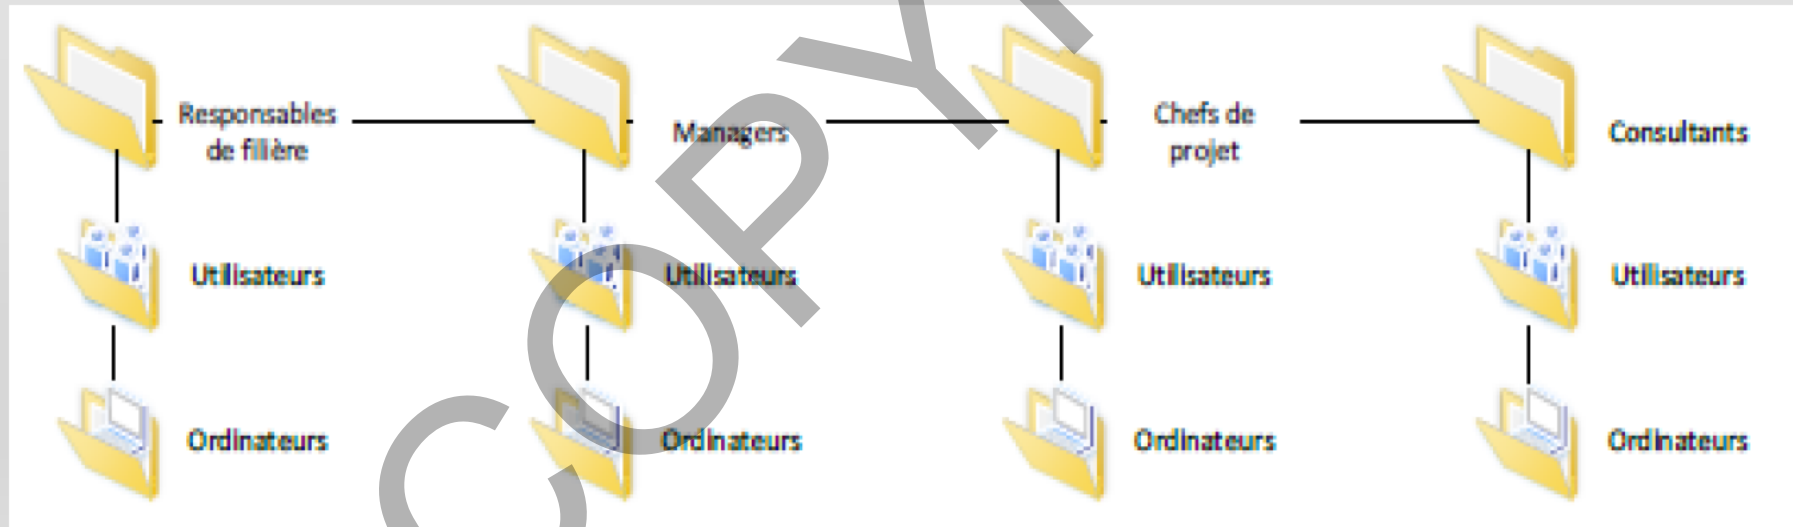 Responsables
de filière
Managers
Chefs de
projet
Consultants
Utilisateurs
Utilisateurs
Utilisateurs
Utilisateurs
Ordinateurs
Ordinateurs
Ordinateurs
Ordinateurs
COPY